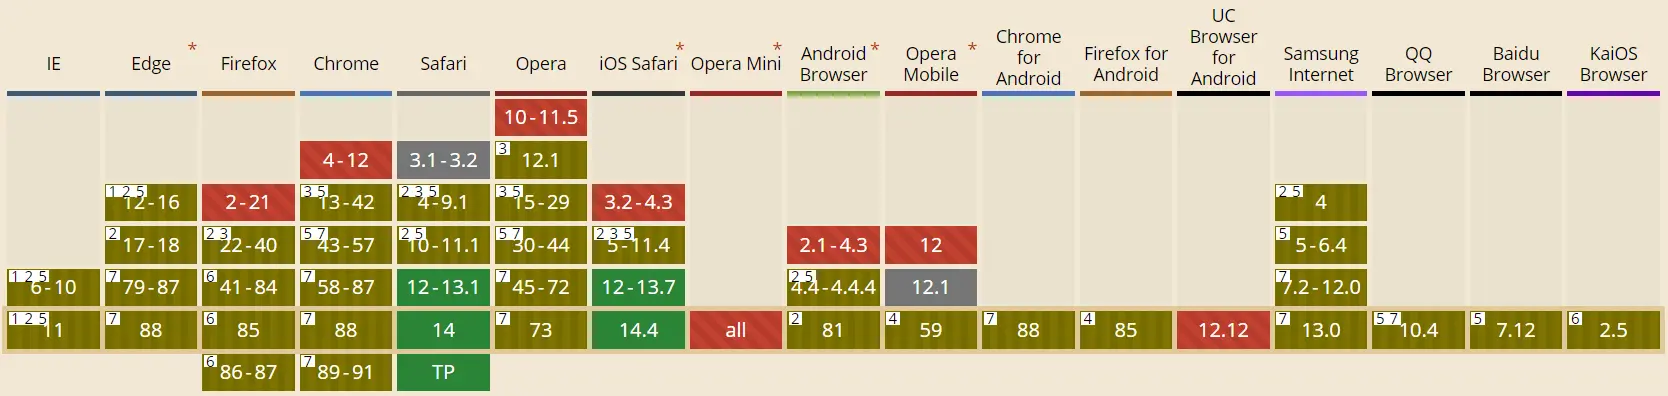 IE
Edge *
Firefox
Chrome
Safari
Opera
iOS Safari *
Opera Mini *
Android * Browser
Opera * Mobile
Chrome for Android
Firefox for Android
UC Browser for Android
Samsung Internet
QQ Browser
Baidu Browser
KaiOS Browser
10-11.5
4-12
3.1-3.2
3 12.1
1 2 5 12-16
2-21
3 5 13-42
2 3 5 4-9.1
3 5 15-29
3.2-4.3
2 5 4
2 17-18
2 3 22-40
5 7 43-57
2 5 10-11.1
5 7 30-44
2 3 5 5-11.4
2.1-4.3
12
5 5-6.4
1 2 5 6-10
7 79-87
6 41-84
7 58-87
12-13.1
7 45-72
12-13.7
2 5 4.4-4.4.4
12.1
7 7.2-12.0
1 2 5 11
7 88
6 85
7 88
14
7 73
14.4
all
2 81
4 59
7 88
4 85
12.12
7 13.0
5 7 10.4
5 7.12
6 2.5
6 86-87
7 89-91
TP